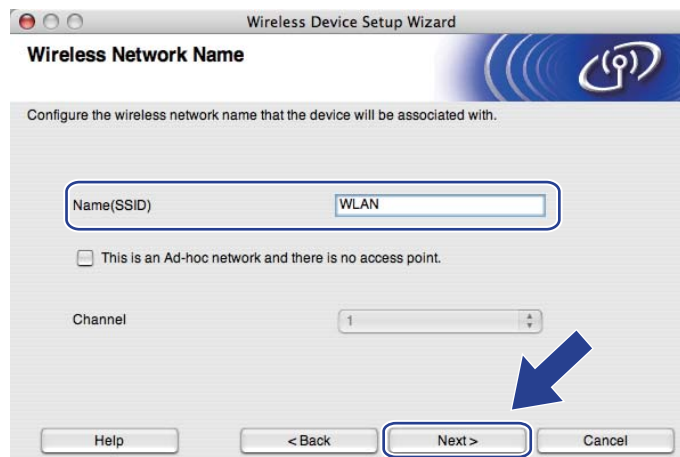 Wireless Device Setup Wizard
Wireless Network Name
Configure the wireless network name that the device will be associated with.
Name(SSID) WLAN
This is an Ad-hoc network and there is no access point.
Channel 1
Help <Back Next> Cancel